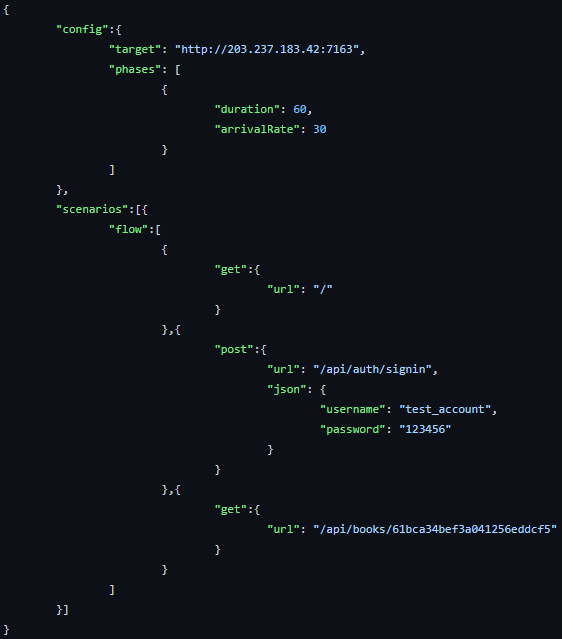 {
"config":{
"target": "http://203.237.183.42:7163",
"phases": [
{
"duration": 60,
"arrivalRate": 30
}
]
},
"scenarios":[{
"flow":[
{
"get":{
"url": "/"
}
},{
"post":{
"url": "/api/auth/signin",
"json": {
"username": "test_account",
"password": "123456"
}
}
},{
"get":{
"url": "/api/books/61bca34bef3a041256eddcf5"
}
}
]
}]
}